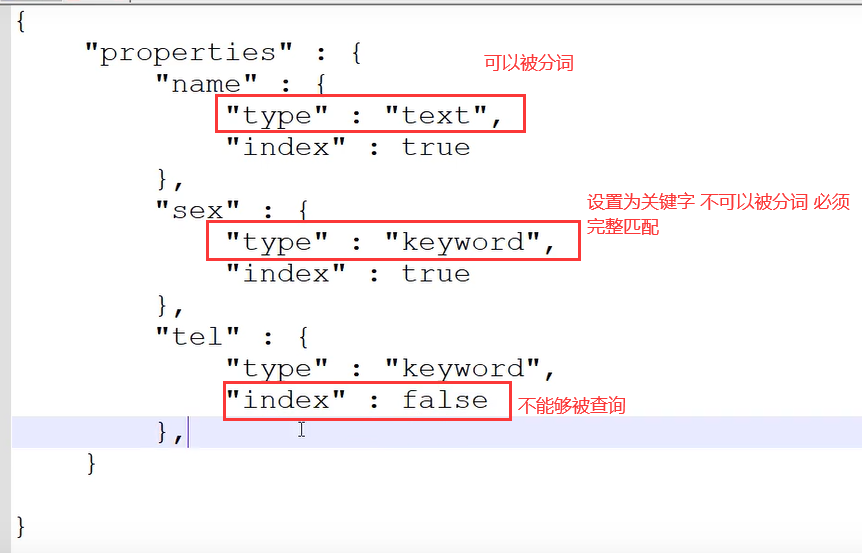 {
"properties" : {
可以被分词
"name" : {
"type" : "text",
"index" : true
},
"sex" : {
设置为关键字 不可以被分词 必须
完整匹配
"type" : "keyword",
"index" : true
},
"tel" : {
"type" : "keyword",
"index" : false
不能够被查询
},
}
}